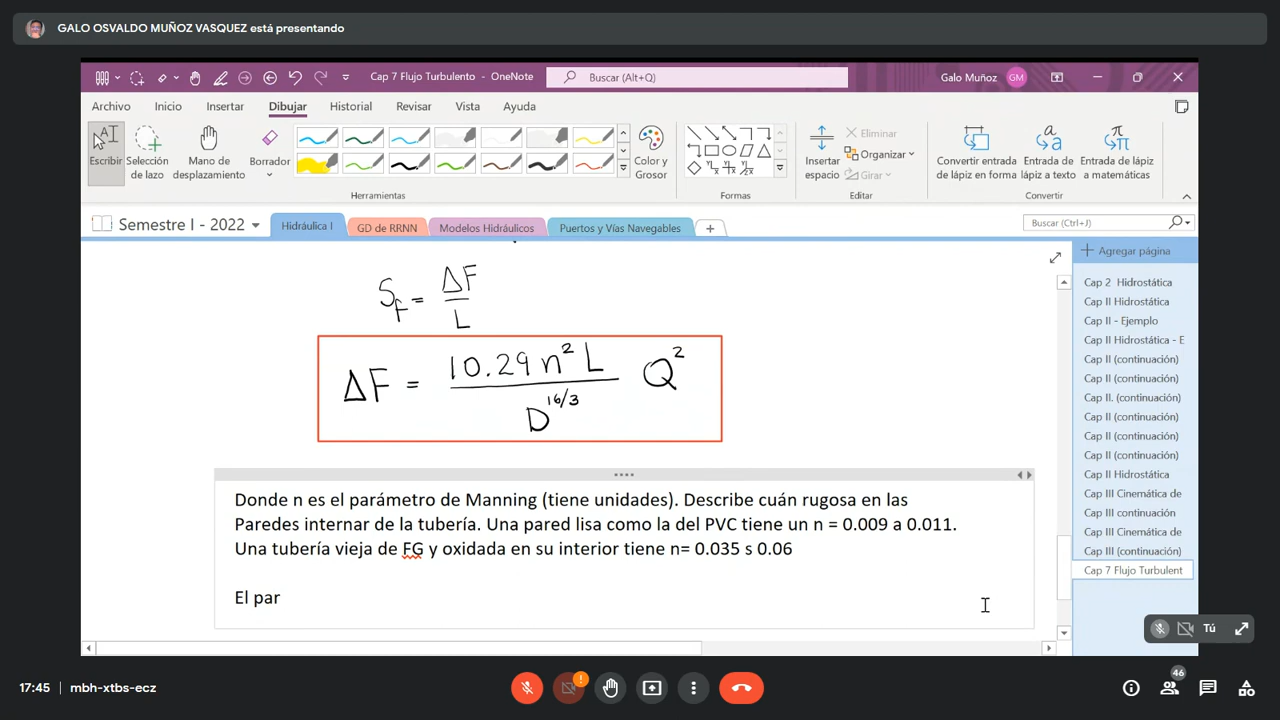 GALO OSVALDO MUÑOZ VASQUEZ está presentando
Cap 7 Flujo Turbulento - OneNote
Buscar (Alt+Q)
Galo Muñoz GM
Archivo Inicio Insertar Dibujar Historial Revisar Vista Ayuda
Escribir
Selección de lazo
Mano de desplazamiento
Borrador
Color y Grosor
Insertar espacio
Eliminar
Organizar
Girar
Convertir entrada de lápiz en forma
Entrada de lápiz a texto
Entrada de lápiz a matemáticas
Herramientas Formas Editar Convertir
Semestre I - 2022 Hidráulica I GD de RRNN Modelos Hidráulicos Puertos y Vías Navegables
Buscar (Ctrl+J)
Sf = ΔF / L
ΔF = 10.29 n² L / D^16/3 Q²
Donde n es el parámetro de Manning (tiene unidades). Describe cuán rugosa en las
Paredes internar de la tubería. Una pared lisa como la del PVC tiene un n = 0.009 a 0.011.
Una tubería vieja de FG y oxidada en su interior tiene n= 0.035 s 0.06
El par
Agregar página
Cap 2 Hidrostática
Cap II Hidrostática
Cap II - Ejemplo
Cap II Hidrostática - E
Cap II (continuación)
Cap II (continuación)
Cap II. (continuación)
Cap II (continuación)
Cap II (continuación)
Cap II (continuación)
Cap II Hidrostática
Cap III Cinemática de
Cap III continuación
Cap III Cinemática de
Cap III (continuación)
Cap 7 Flujo Turbulent
Tú
17:45 mbh-xtbs-ecz
46